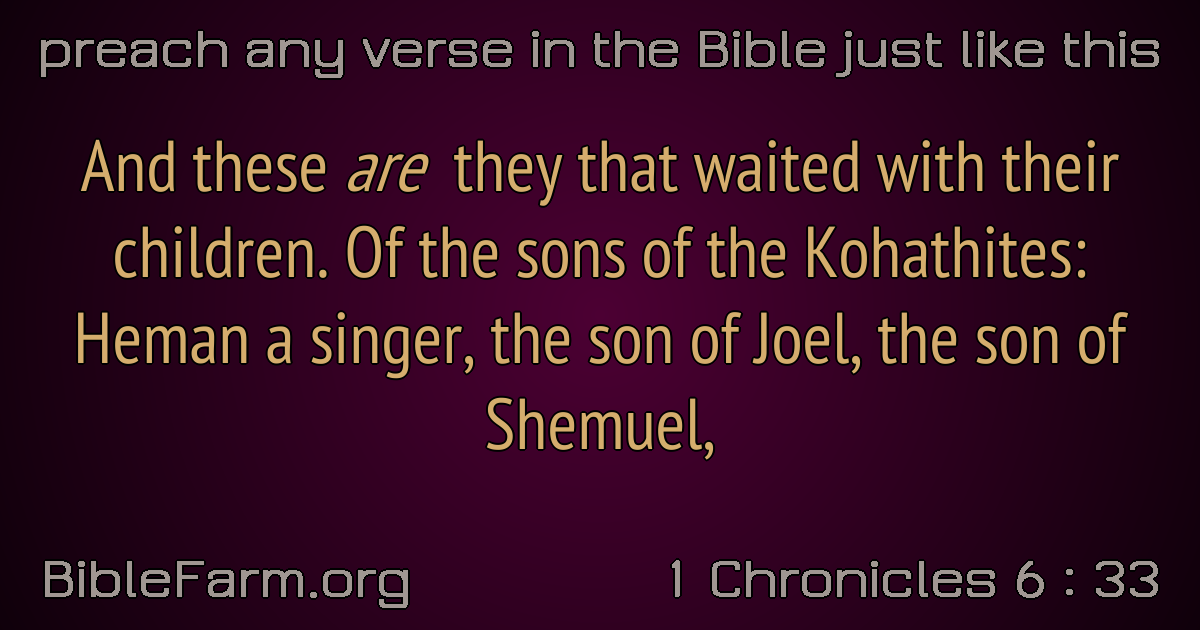 preach any verse in the Bible just like this
And these are they that waited with their
children. Of the sons of the Kohathites:
Heman a singer, the son of Joel, the son of
Shemuel,
BibleFarm.org
1 Chronicles 6 : 33